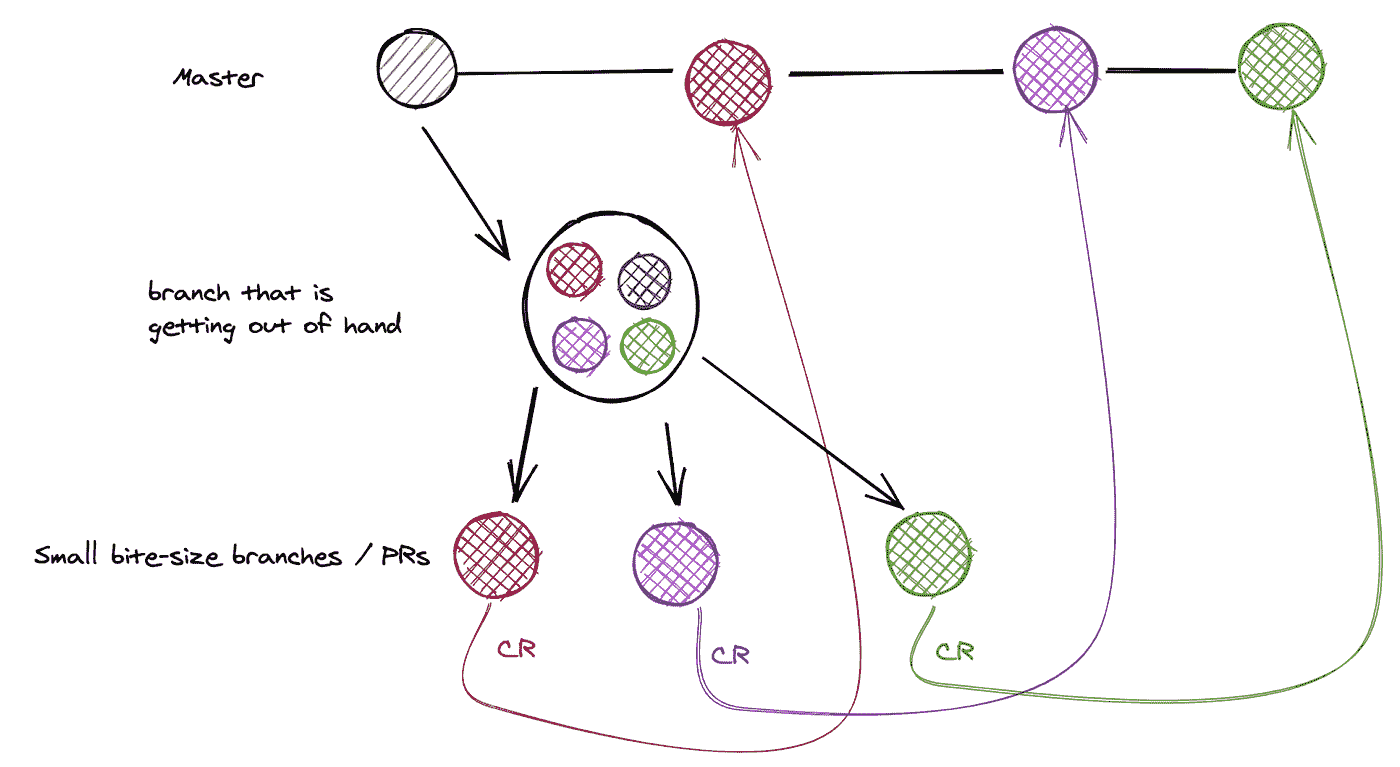 Master
branch that is
getting out of hand
Small bite-size branches / PRs
CR
CR
CR